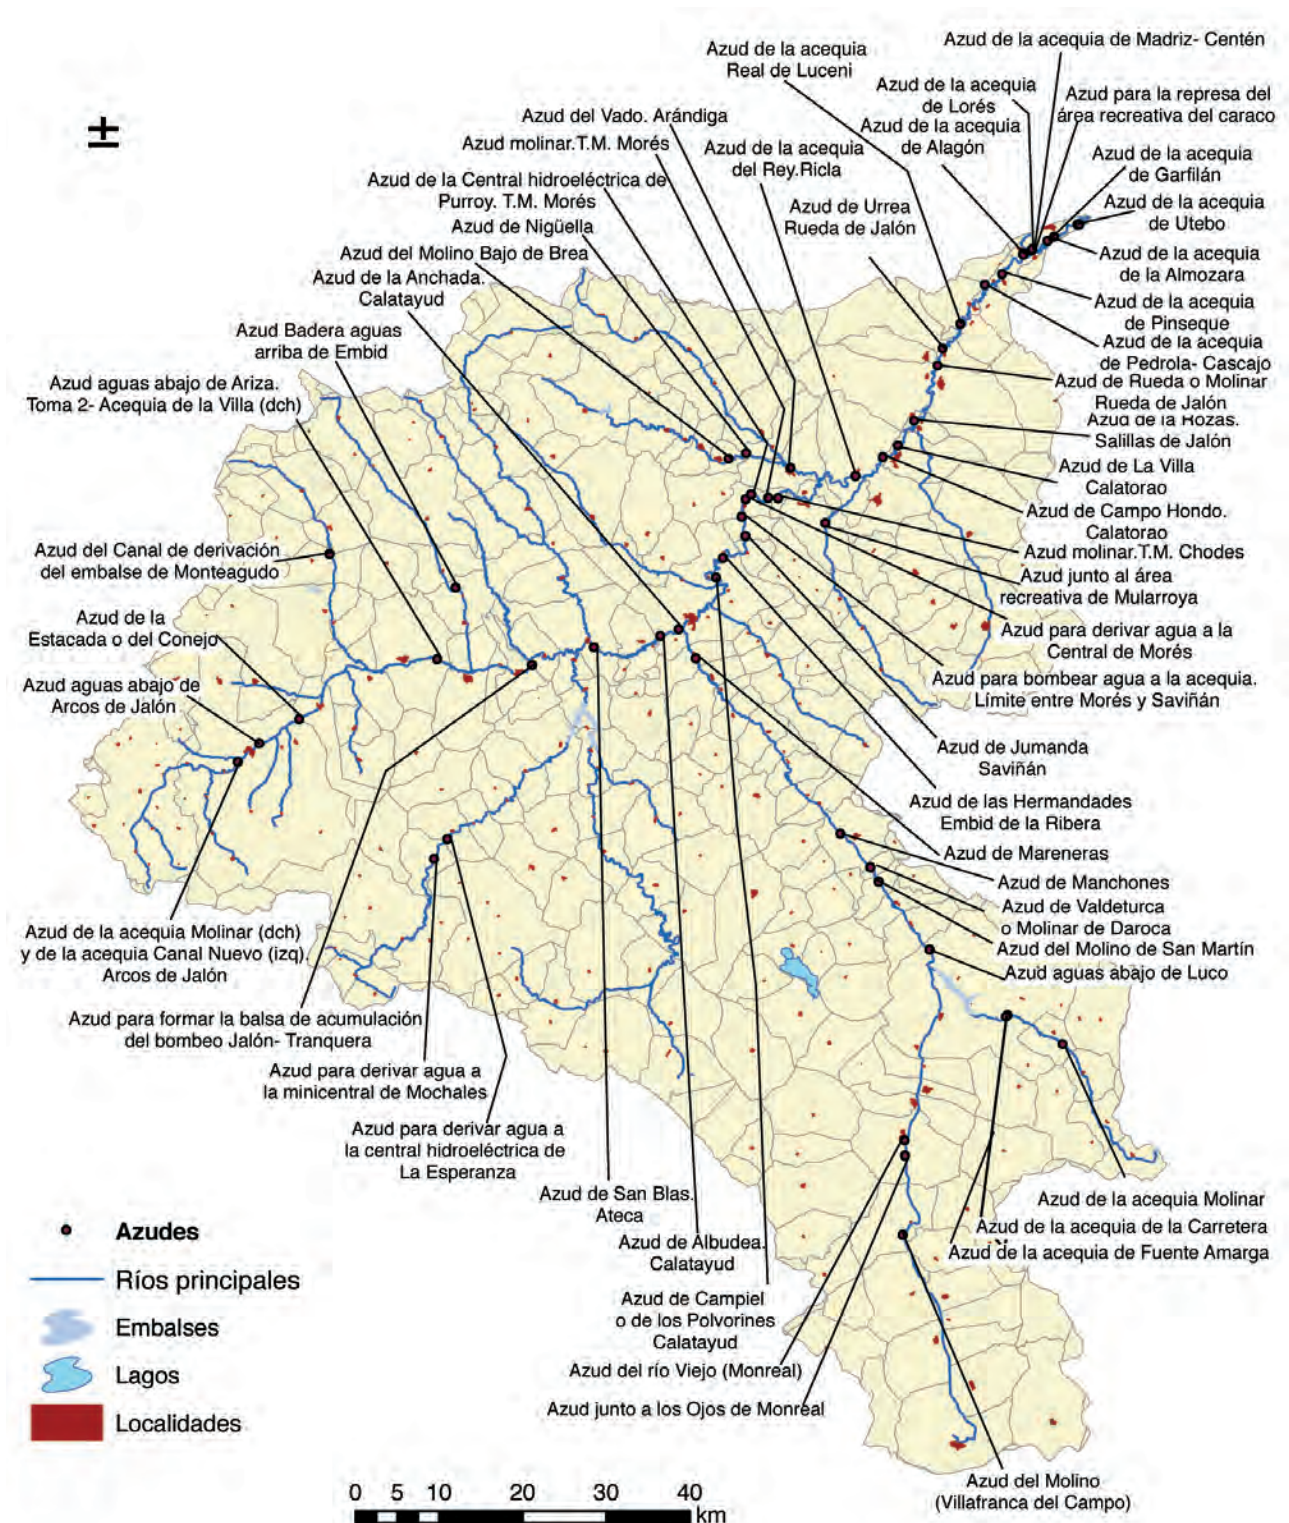 Azud de la acequia
Real de Luceni
Azud de la acequia de Madriz- Centén
Azud de la acequia
de Lorés
Azud para la represa del
área recreativa del caraco
Azud de la acequia
de Alagón
Azud del Vado. Arándiga
Azud molinar.T.M. Morés
Azud de la acequia
del Rey.Ricla
Azud de la acequia
de Garfilán
Azud de la Central hidroeléctrica de
Purroy. T.M. Morés
Azud de Urrea
Rueda de Jalón
Azud de la acequia
de Utebo
Azud de Nigüella
Azud del Molino Bajo de Brea
Azud de la Anchada.
Calatayud
Azud de la acequia
de la Almozara
Azud de la acequia
de Pinseque
Azud Badera aguas
arriba de Embid
Azud de la acequia
de Pedrola- Cascajo
Azud aguas abajo de Ariza.
Toma 2- Acequia de la Villa (dch)
Azud de Rueda o Molinar
Rueda de Jalón
Azud de la Hozas.
Salillas de Jalón
Azud de La Villa
Calatorao
Azud de Campo Hondo.
Calatorao
Azud del Canal de derivación
del embalse de Monteagudo
Azud molinar.T.M. Chodes
Azud junto al área
recreativa de Mularroya
Azud de la
Estacada o del Conejo
Azud para derivar agua a la
Central de Morés
Azud aguas abajo de
Arcos de Jalón
Azud para bombear agua a la acequia.
Límite entre Morés y Saviñán
Azud de Jumanda
Saviñán
Azud de las Hermandades
Embid de la Ribera
Azud de Mareneras
Azud de Manchones
Azud de Valdeturca
o Molinar de Daroca
Azud del Molino de San Martín
Azud aguas abajo de Luco
Azud de la acequia Molinar (dch)
y de la acequia Canal Nuevo (izq).
Arcos de Jalón
Azud para formar la balsa de acumulación
del bombeo Jalón- Tranquera
Azud para derivar agua a
la minicentral de Mochales
Azud para derivar agua a
la central hidroeléctrica de
La Esperanza
Azud de San Blas.
Ateca
Azud de la acequia Molinar
Azud de la acequia de la Carretera
Azud de la acequia de Fuente Amarga
Azud de Albudea.
Calatayud
Azud de Campiel
o de los Polvorines
Calatayud
Azud del río Viejo (Monreal)
Azud junto a los Ojos de Monreal
Azud del Molino
(Villafranca del Campo)
Azudes
Ríos principales
Embalses
Lagos
Localidades
0 5 10 20 30 40
km